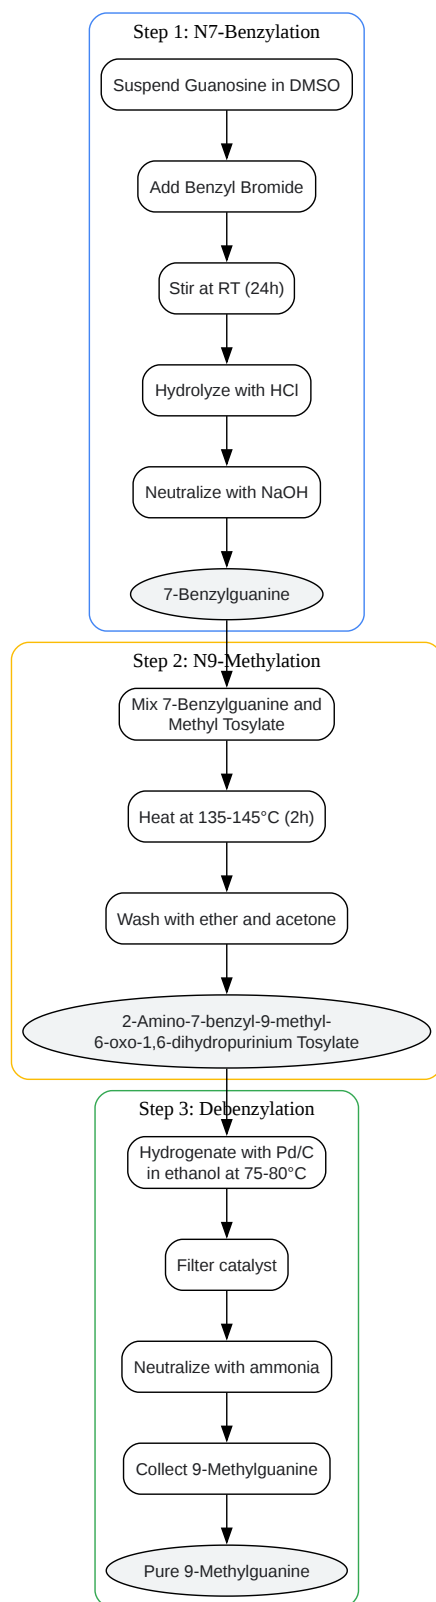 Step 1: N7-Benzylation
Suspend Guanosine in DMSO
Add Benzyl Bromide
Stir at RT (24h)
Hydrolyze with HCl
Neutralize with NaOH
7-Benzylguanine
Step 2: N9-Methylation
Mix 7-Benzylguanine and
Methyl Tosylate
Heat at 135-145°C (2h)
Wash with ether and acetone
2-Amino-7-benzyl-9-methyl-
6-oxo-1,6-dihydropurinium Tosylate
Step 3: Debenzylation
Hydrogenate with Pd/C
in ethanol at 75-80°C
Filter catalyst
Neutralize with ammonia
Collect 9-Methylguanine
Pure 9-Methylguanine